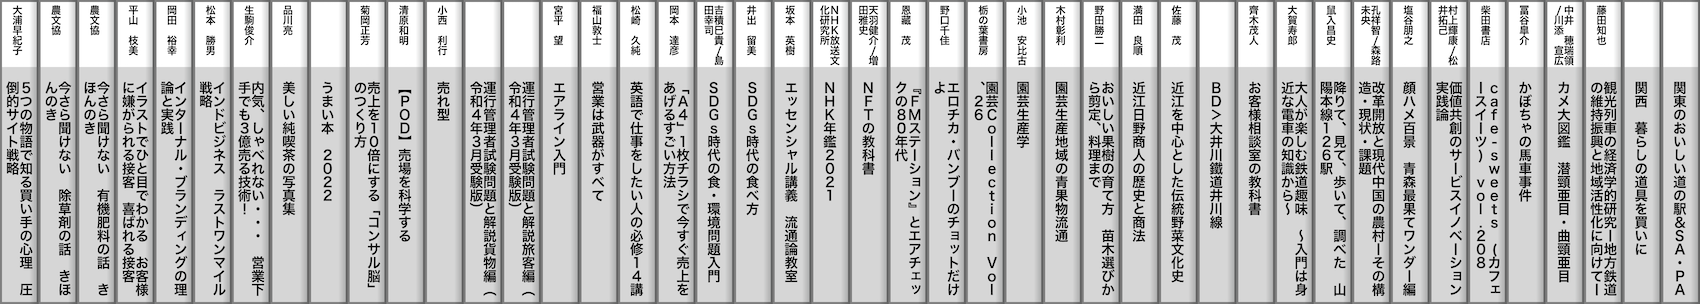 関東のおいしい道の駅&SA・PA
関西 暮らしの道具を買いに
藤田知也
観光列車の経済学的研究ー地方鉄道
の維持振興と地域活性化に向けてー
中井 穂瑞領
/川添 宣広
カメ大図鑑 潜頸亜目・曲頸亜目
冨谷皐介
かぼちゃの馬車事件
柴田書店
cafe-sweets (カフェ
ースイーツ) vol.208
村上輝康/松
井拓己
価値共創のサービスイノベーション
実践論
塩谷朋之
顔ハメ百景 青森最果てワンダー編
孔祥智/森路
未央
改革開放と現代中国の農村ーその構
造・現状・課題
鼠入昌史
降りて、見て、歩いて、調べた 山
陽本線126駅
大賀寿郎
大人が楽しむ鉄道趣味 ~入門は身
近な電車の知識から~
齊木茂人
お客様相談室の教科書
BD>大井川鐵道井川線
佐藤 茂
近江を中心とした伝統野菜文化史
満田 良順
近江日野商人の歴史と商法
野田勝二
おいしい果樹の育て方 苗木選びか
ら剪定、料理まで
木村彰利
園芸生産地域の青果物流通
小池 安比古
園芸生産学
栃の葉書房
園芸Collection Vol
、26
野口千佳
エロチカ・バンブーのチョットだけ
よ
恩藏 茂
『FMステーション』とエアチェッ
クの80年代
天羽健介/増
田雅史
NFTの教科書
NHK放送文
化研究所
NHK年鑑2021
坂本 英樹
エッセンシャル講義 流通論教室
井出 留美
SDGs時代の食べ方
古積巳貴/島
田幸司
SDGs時代の食・環境問題入門
岡本 達彦
「A4」1枚チラシで今すぐ売上を
あげるすごい方法
松崎 久純
英語で仕事をしたい人の必修14講
福山敦士
営業は武器がすべて
宮平 望
エアライン入門
運行管理者試験問題と解説旅客編(
令和4年3月受験版)
運行管理者試験問題と解説貨物編(
令和4年3月受験版)
小西 利行
売れ型
清原和明
【POD】売場を科学する
菊岡正芳
売上を10倍にする「コンサル脳」
のつくり方
うまい本 2022
品川亮
美しい純喫茶の写真集
生駒俊介
内気、しゃべれない・・・ 営業下
手でも3億売る技術!
松本 勝男
インドビジネス ラストワンマイル
戦略
岡田 裕幸
インターナル・ブランディングの理
論と実践
平山 枝美
イラストでひと目でわかる お客様
に嫌がられる接客 喜ばれる接客
農文協
今さら聞けない 有機肥料の話 き
ほんのき
農文協
今さら聞けない 除草剤の話 きほ
んのき
大浦早紀子
5つの物語で知る買い手の心理 圧
倒的サイト戦略